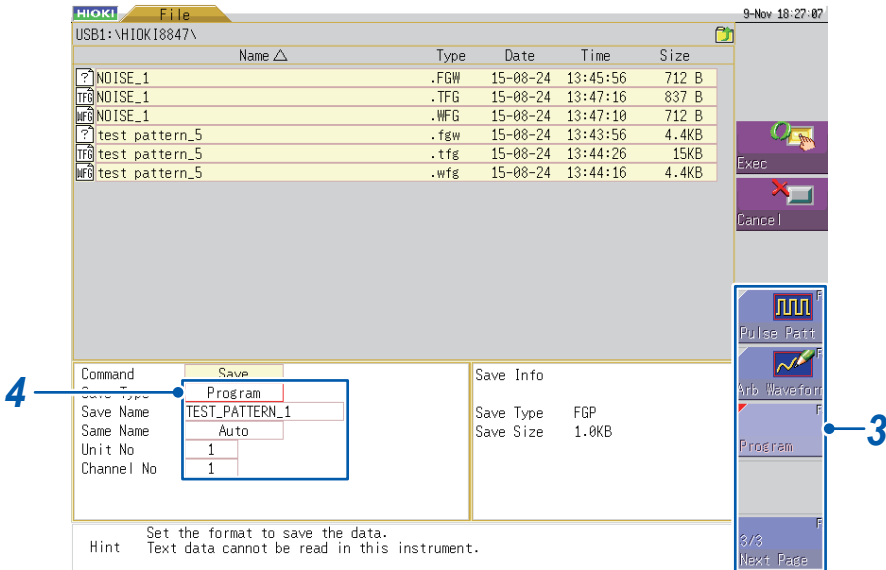 HIOKI File 9-Nov 18:27:07
USB1:\HIOKI8847\
Name △ Type Date Time Size
? NOISE_1 .FGW 15-08-24 13:45:56 712 B
TFG NOISE_1 .TFG 15-08-24 13:47:16 837 B
WFG NOISE_1 .WFG 15-08-24 13:47:10 712 B
? test pattern_5 .fgw 15-08-24 13:43:56 4.4KB
TFG test pattern_5 .tfg 15-08-24 13:44:26 15KB
WFG test pattern_5 .wfg 15-08-24 13:44:16 4.4KB
Exec
Cancel
F
Pulse Patt
F
Arb Waveform
F
Program
F
3/3
Next Page
3
4
Command Save
Save Type Program
Save Name TEST_PATTERN_1
Same Name Auto
Unit No 1
Channel No 1
Save Info
Save Type FGP
Save Size 1.0KB
Hint Set the format to save the data.
Text data cannot be read in this instrument.